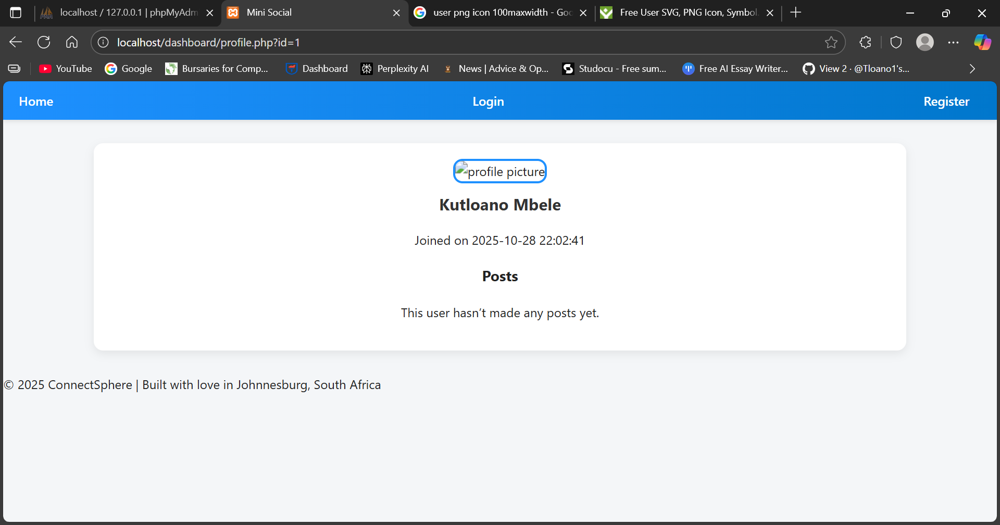 localhost / 127.0.0.1 | phpMyAdm
Mini Social
user png icon 100maxwidth - Goo
Free User SVG, PNG Icon, Symbol.
localhost/dashboard/profile.php?id=1
YouTube
Google
Bursaries for Comp...
Dashboard
Perplexity AI
News | Advice & Op...
Studocu - Free sum...
Free AI Essay Writer...
View 2 · @Tloano1's...
Home
Login
Register
profile picture
Kutloano Mbele
Joined on 2025-10-28 22:02:41
Posts
This user hasn’t made any posts yet.
© 2025 ConnectSphere | Built with love in Johnnesburg, South Africa